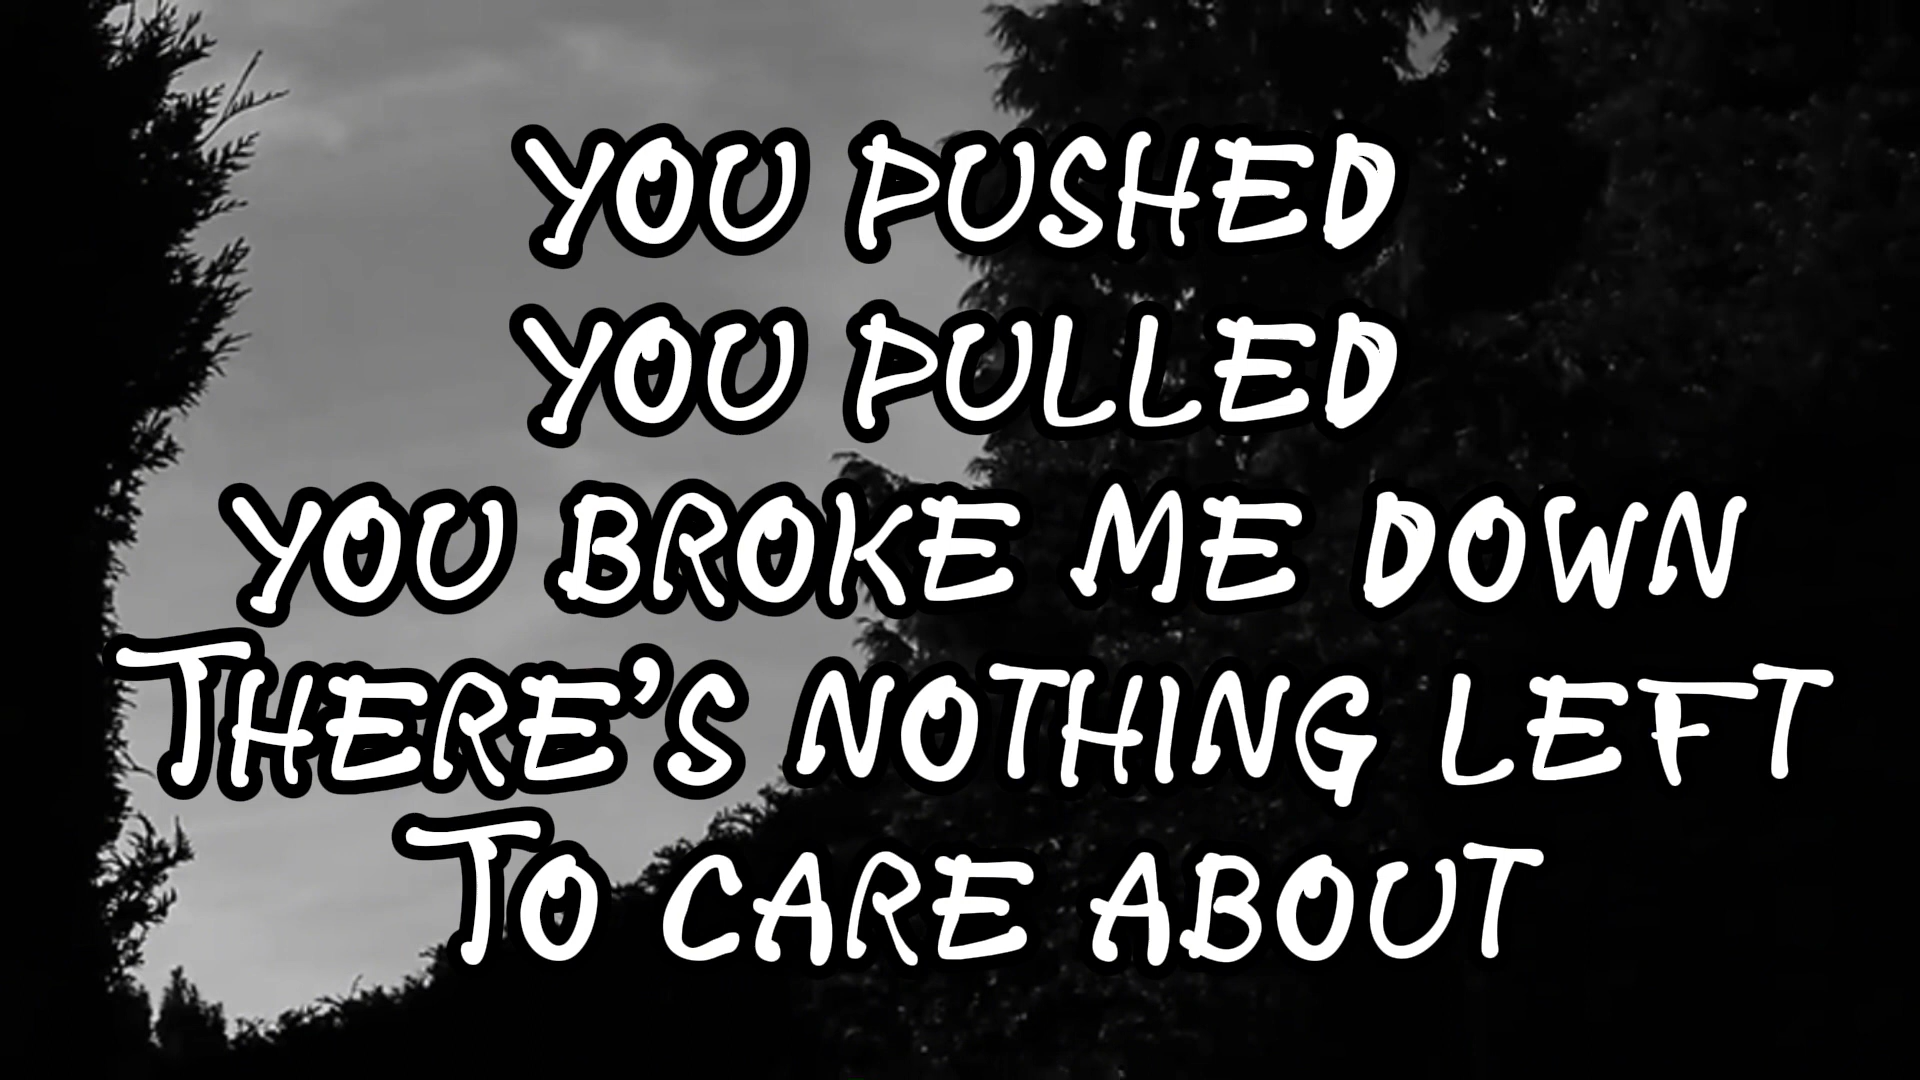 YOU PUSHED
YOU PULLED
YOU BROKE ME DOWN
THERE'S NOTHING LEFT
TO CARE ABOUT